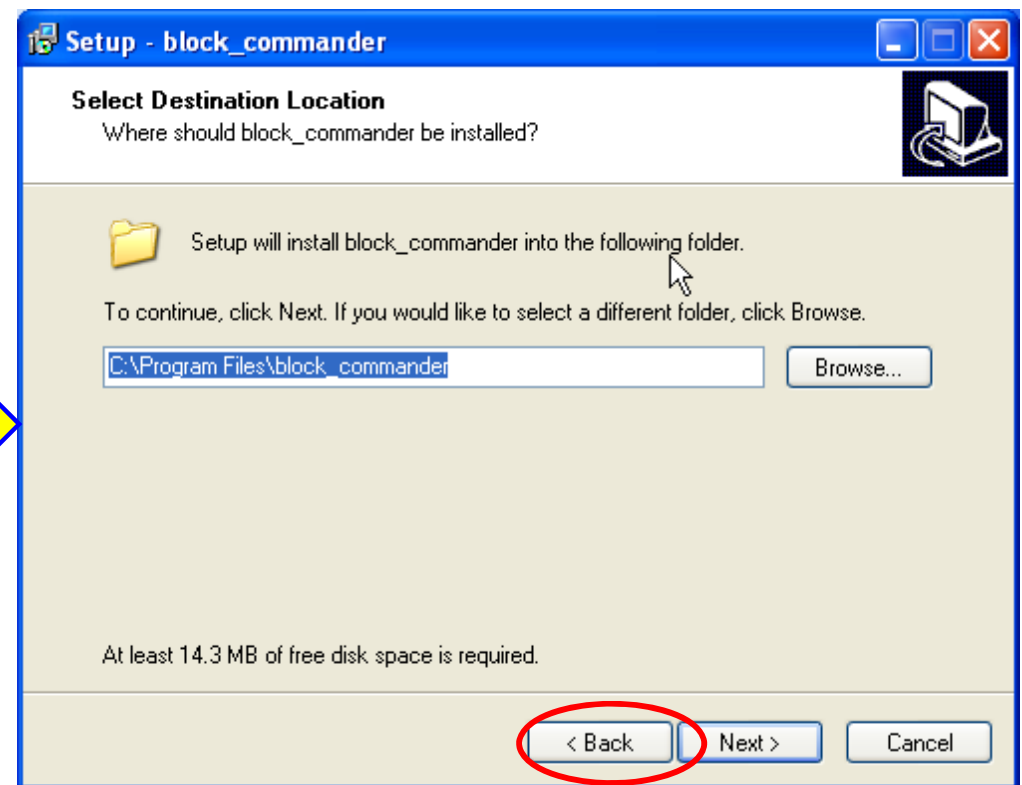 Setup - block_commander
Select Destination Location
Where should block_commander be installed?
Setup will install block_commander into the following folder.
To continue, click Next. If you would like to select a different folder, click Browse.
C:\Program Files\block_commander
Browse...
At least 14.3 MB of free disk space is required.
< Back
Next >
Cancel